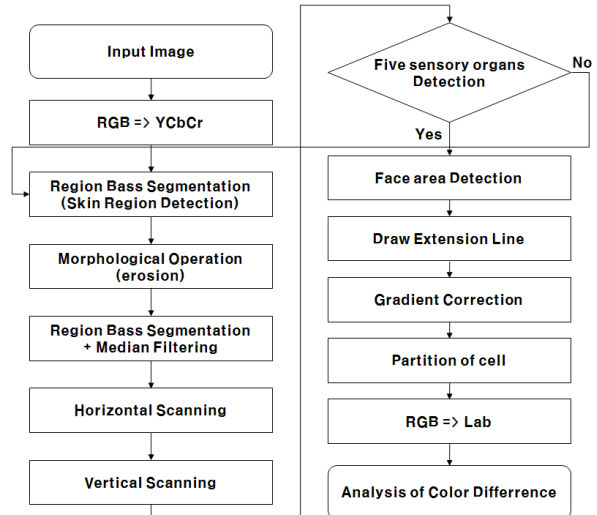 Input Image
RGB => YCbCr
Region Bass Segmentation
(Skin Region Detection)
Morphological Operation
(erosion)
Region Bass Segmentation
+ Median Filtering
Horizontal Scanning
Vertical Scanning
Five sensory organs
Detection
No
Yes
Face area Detection
Draw Extension Line
Gradient Correction
Partition of cell
RGB => Lab
Analysis of Color Differrence